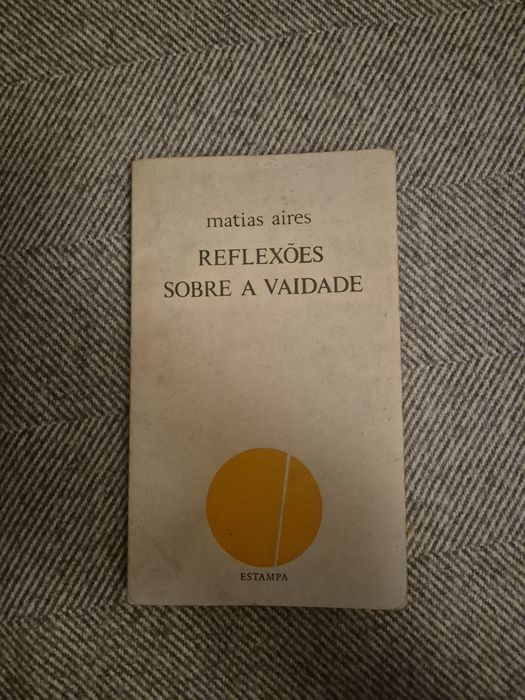 matias aires
REFLEXÕES
SOBRE A VAIDADE
ESTAMPA